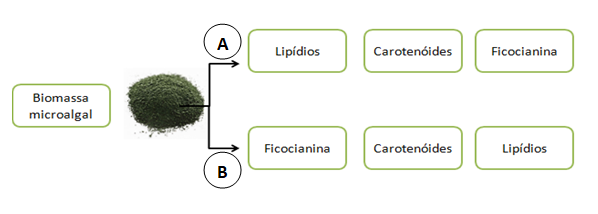 A
Lipídios
Carotenóides
Ficocianina
Biomassa
microalgal
Ficocianina
Carotenóides
Lipídios
B